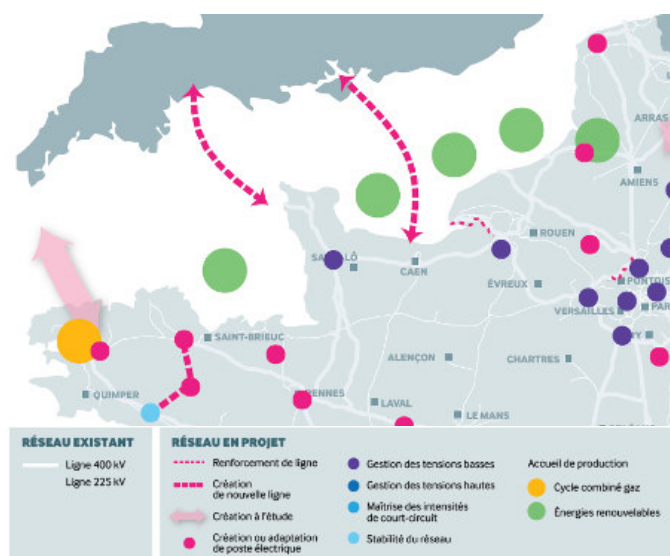 ARRAS
AMIENS
ROUEN
CAEN
ÉVREUX
PONTOIS
VERSAILLES
PAR
SAINT-BRIEUC
ALENÇON
CHARTRES
QUIMPER
RENNES
LAVAL
LE MANS
RÉSEAU EXISTANT
Ligne 400 kV
Ligne 225 kV
RÉSEAU EN PROJET
Renforcement de ligne
Création
de nouvelle ligne
Création à l'étude
Création ou adaptation
de poste électrique
Gestion des tensions basses
Gestion des tensions hautes
Maîtrise des intensités
de court-circuit
Stabilité du réseau
Accueil de production
Cycle combiné gaz
Énergies renouvelables